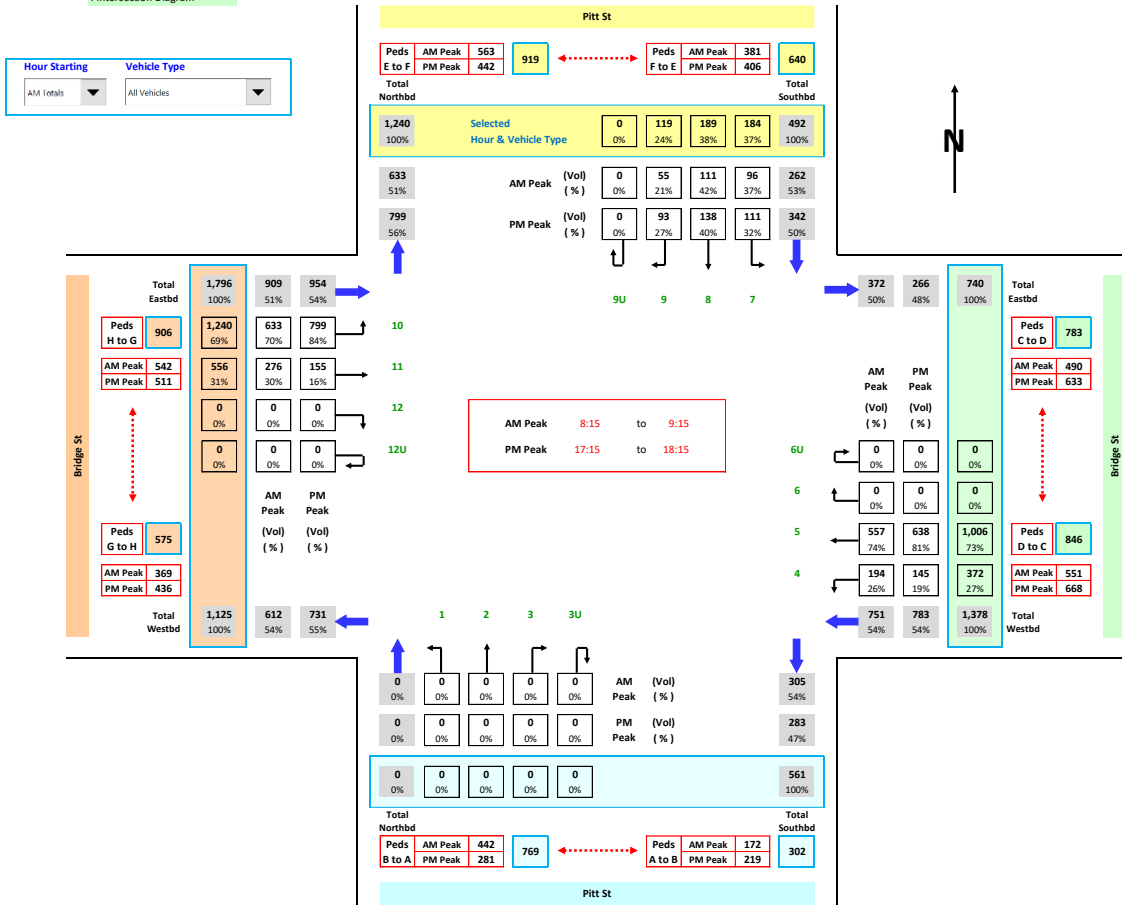 Intersection Diagram
Pitt St
Hour Starting Vehicle Type
AM Totals All Vehicles
Peds AM Peak 563 919 Peds AM Peak 381 640
E to F PM Peak 442 F to E PM Peak 406
Total Total
Northbd Southbd
1,240 Selected 0 119 189 184 492
100% Hour & Vehicle Type 0% 24% 38% 37% 100%
N
633 AM Peak (Vol) 0 55 111 96 262
51% ( % ) 0% 21% 42% 37% 53%
799 PM Peak (Vol) 0 93 138 111 342
56% ( % ) 0% 27% 40% 32% 50%
9U 9 8 7
Total 1,796 909 954
Eastbd 100% 51% 54%
372 266 740 Total
50% 48% 100% Eastbd
Peds 906 1,240 633 799 10
H to G 69% 70% 84%
Peds 783
C to D
AM Peak 542 556 276 155 11
PM Peak 511 31% 30% 16%
AM Peak 490
PM Peak 633
0 0 0 12
0% 0% 0%
0 0 0 12U
0% 0% 0%
Bridge St
AM PM
Peak Peak
(Vol) (Vol)
( % ) ( % )
AM Peak 8:15 to 9:15
PM Peak 17:15 to 18:15
AM PM
Peak Peak
(Vol) (Vol)
( % ) ( % )
Bridge St
6U 0 0 0
0% 0% 0%
6 0 0 0
0% 0% 0%
5 557 638 1,006 Peds 846
74% 81% 73% D to C
4 194 145 372 AM Peak 551
26% 19% 27% PM Peak 668
Peds 575
G to H
AM Peak 369
PM Peak 436
Total 1,125 612 731
Westbd 100% 54% 55%
751 783 1,378 Total
54% 54% 100% Westbd
1 2 3 3U
0 0 0 0 0 AM (Vol) 305
0% 0% 0% 0% 0% Peak ( % ) 54%
0 0 0 0 0 PM (Vol) 283
0% 0% 0% 0% 0% Peak ( % ) 47%
0 0 0 0 0 561
0% 0% 0% 0% 0% 100%
Total Total
Northbd Southbd
Peds AM Peak 442 769 Peds AM Peak 172 302
B to A PM Peak 281 A to B PM Peak 219
Pitt St